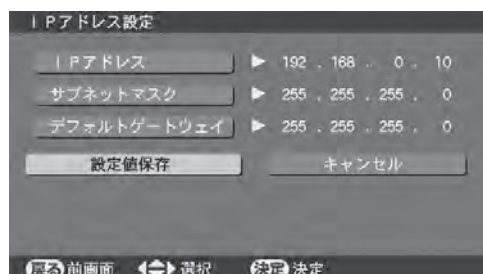 IPアドレス設定
IPアドレス ▶ 192 . 168 . 0 . 10
サブネットマスク ▶ 255 . 255 . 255 . 0
デフォルトゲートウェイ ▶ 255 . 255 . 255 . 0
設定値保存 キャンセル
戻る 前画面 選択 決定 決定